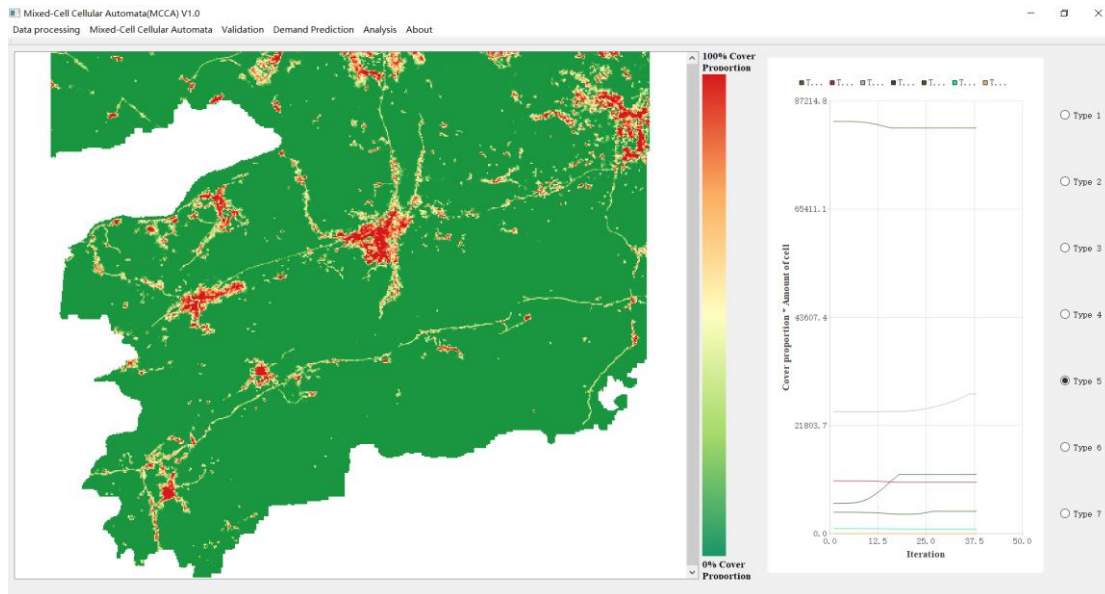 Mixed-Cell Cellular Automata(MCCA) V1.0
Data processing Mixed-Cell Cellular Automata Validation Demand Prediction Analysis About
100% Cover
Proportion
0% Cover
Proportion
T... T... T... T... T... T... T...
87214.8
65411.1
43607.4
21803.7
0.0
Cover proportion * Amount of cell
0.0 12.5 25.0 37.5 50.0
Iteration
Type 1
Type 2
Type 3
Type 4
Type 5
Type 6
Type 7